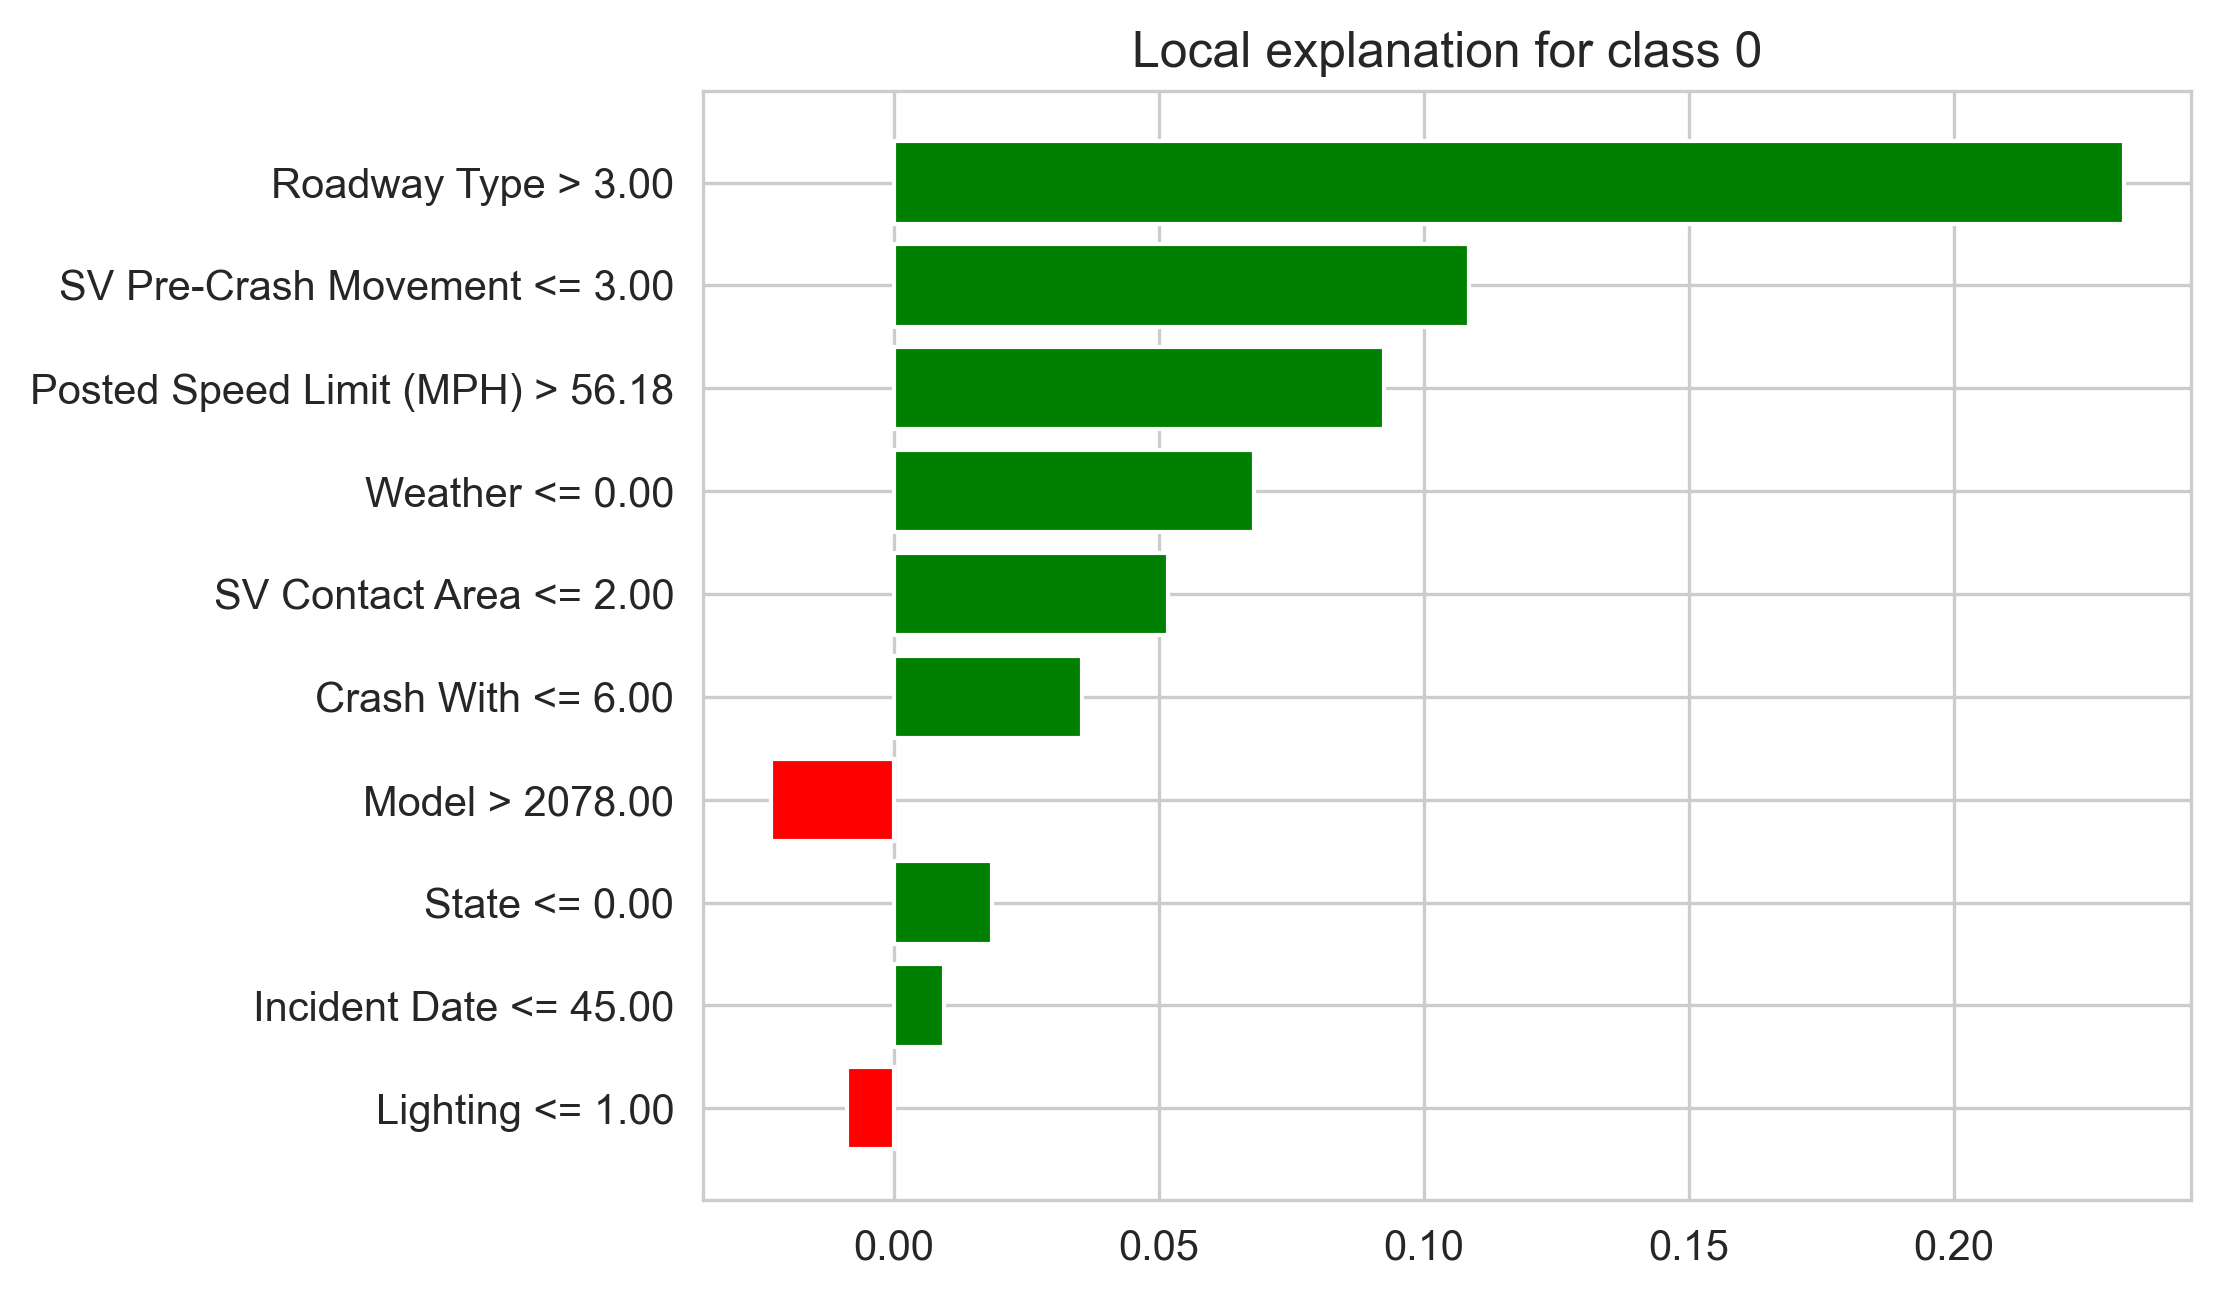 Local explanation for class 0
Roadway Type > 3.00
SV Pre-Crash Movement <= 3.00
Posted Speed Limit (MPH) > 56.18
Weather <= 0.00
SV Contact Area <= 2.00
Crash With <= 6.00
Model > 2078.00
State <= 0.00
Incident Date <= 45.00
Lighting <= 1.00
0.00 0.05 0.10 0.15 0.20